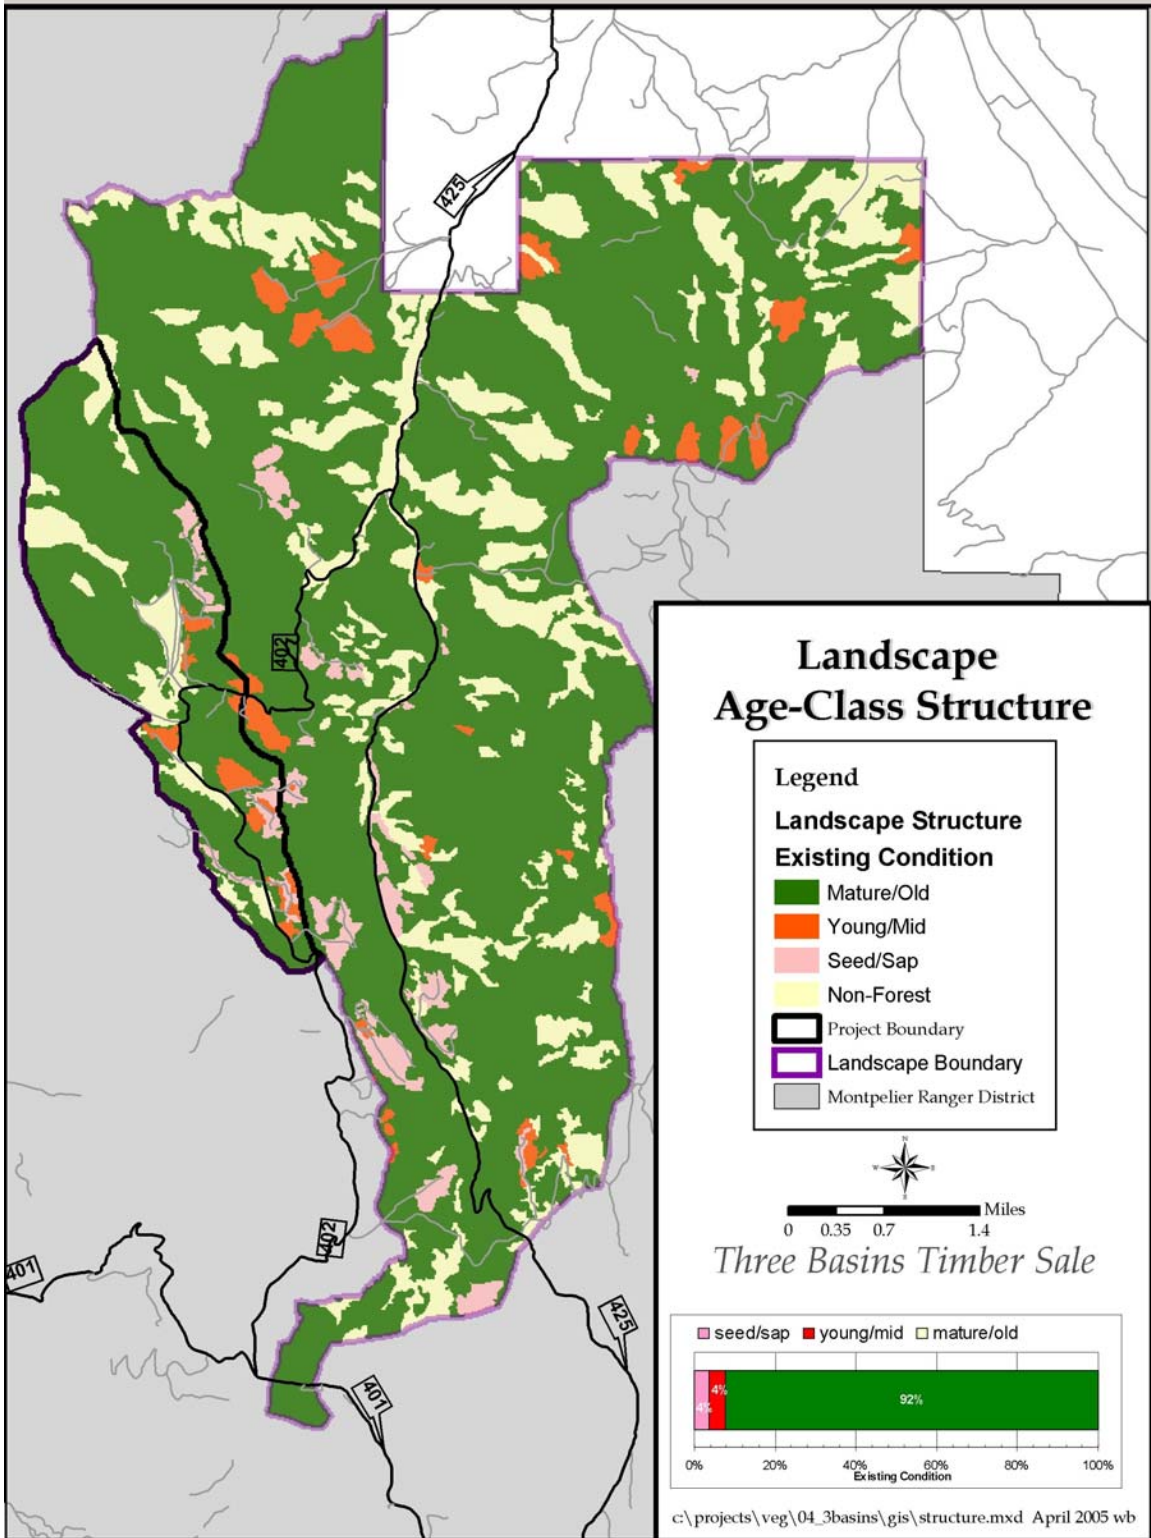 425
402
402
401
401
425
Landscape
Age-Class Structure
Legend
Landscape Structure
Existing Condition
Mature/Old
Young/Mid
Seed/Sap
Non-Forest
Project Boundary
Landscape Boundary
Montpelier Ranger District
N
W E
S
Miles
0 0.35 0.7 1.4
Three Basins Timber Sale
seed/sap young/mid mature/old
4% 4% 92%
0% 20% 40% 60% 80% 100%
Existing Condition
c:\projects\veg\04_3basins\gis\structure.mxd April 2005 wb